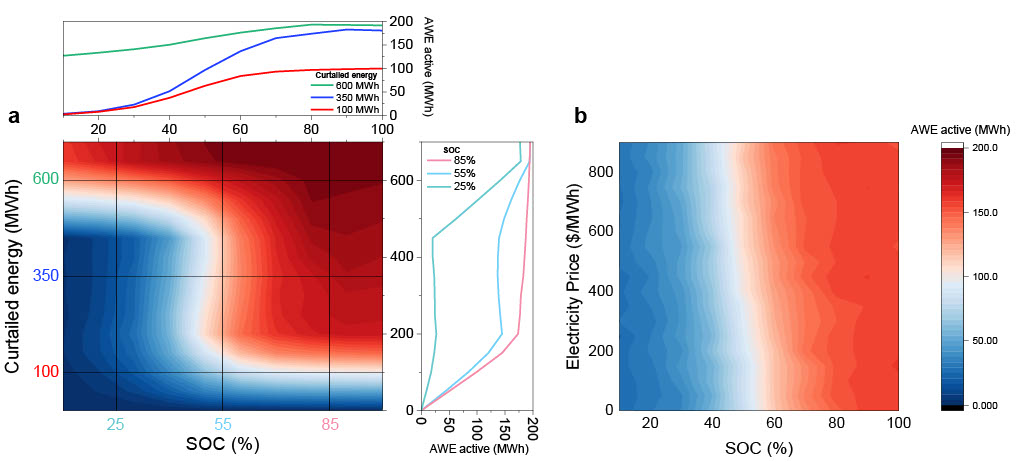 a
200
150
100
50
0
AWE active (MWh)
Curtailed energy
600 MWh
350 MWh
100 MWh
20 40 60 80 100
Curtailed energy (MWh)
600
350
100
25 55 85
SOC (%)
soc
85%
55%
25%
600
400
200
0
0 50 100 150 200
AWE active (MWh)
b
Electricity Price ($/MWh)
800
600
400
200
0
20 40 60 80 100
SOC (%)
AWE active (MWh)
200.0
150.0
100.0
50.00
0.000